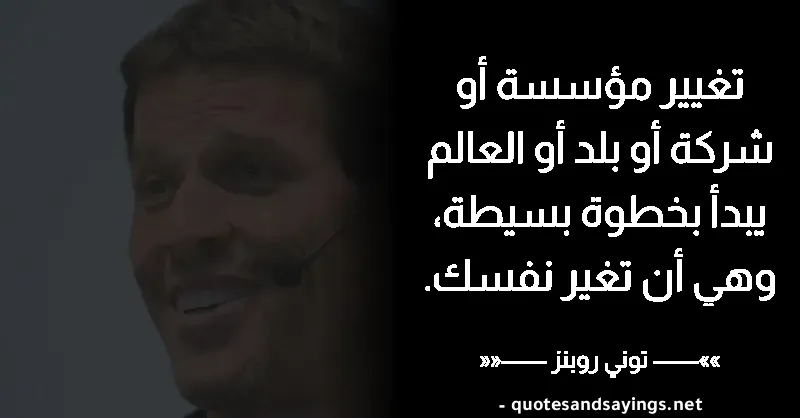 تغيير مؤسسة أو
شركة أو بلد أو العالم
يبدأ بخطوة بسيطة،
وهي أن تغير نفسك.
»»—— توني روبنز ——««
- quotesandsayings.net